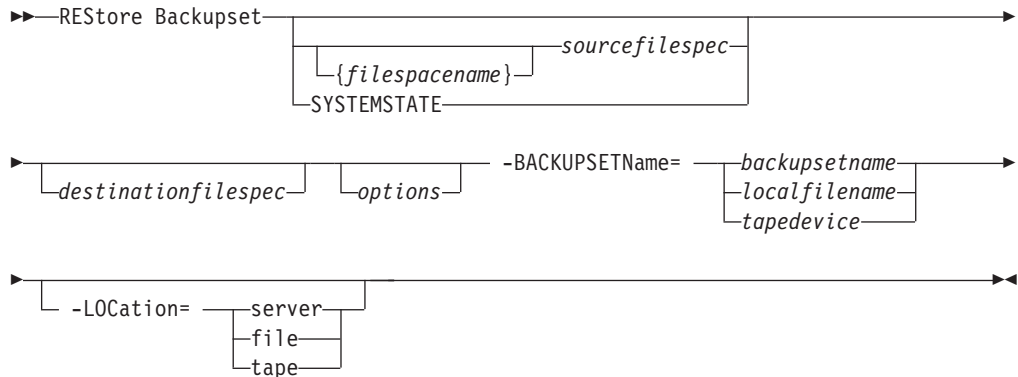 REStore Backupset
sourcefilespec
{filespacename}
SYSTEMSTATE
destinationfilespec
options
-BACKUPSETName=
backupsetname
localfilename
tapedevice
-LOCation=
server
file
tape